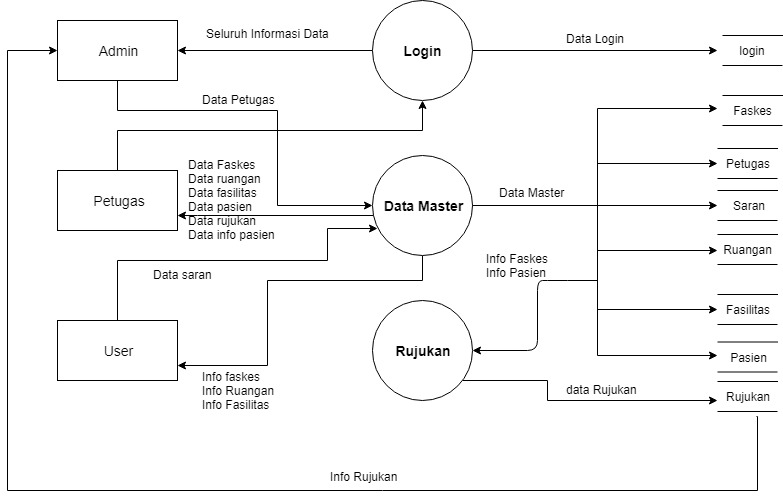 Admin
Seluruh Informasi Data
Login
Data Login
login
Data Petugas
Faskes
Petugas
Data Faskes
Data ruangan
Data fasilitas
Data pasien
Data rujukan
Data info pasien
Data Master
Data Master
Petugas
Saran
Ruangan
Data saran
Info Faskes
Info Pasien
Fasilitas
User
Rujukan
Pasien
Info faskes
Info Ruangan
Info Fasilitas
data Rujukan
Rujukan
Info Rujukan